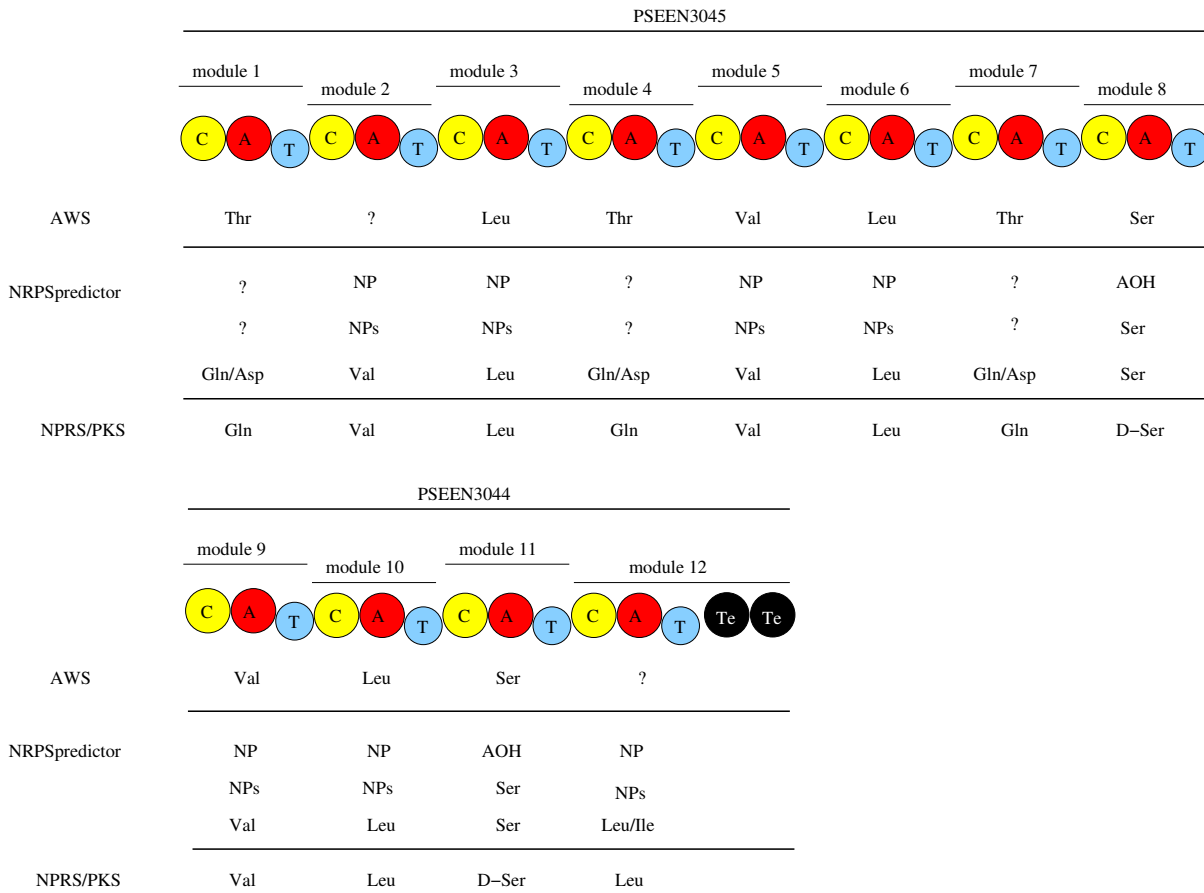 PSEEN3045
module 1 module 3 module 5 module 7
module 2 module 4 module 6 module 8
C A T C A T C A T C A T C A T C A T C A T C A T
AWS Thr ? Leu Thr Val Leu Thr Ser
NRPSpredictor ? NP NP ? NP NP ? AOH
? NPs NPs ? NPs NPs ? Ser
Gln/Asp Val Leu Gln/Asp Val Leu Gln/Asp Ser
NPRS/PKS Gln Val Leu Gln Val Leu Gln D−Ser
PSEEN3044
module 9 module 11
module 10 module 12
C A T C A T C A T C A T Te Te
AWS Val Leu Ser ?
NRPSpredictor NP NP AOH NP
NPs NPs Ser NPs
Val Leu Ser Leu/Ile
NPRS/PKS Val Leu D−Ser Leu